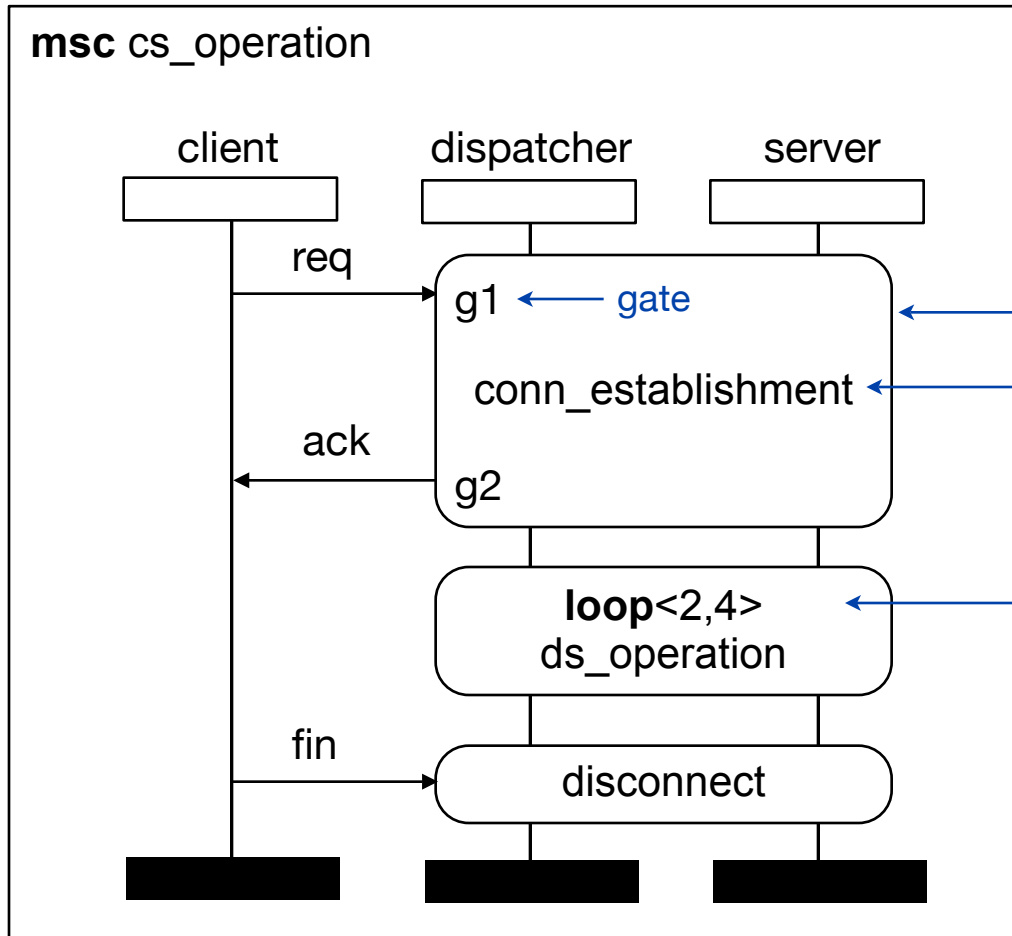 msc cs_operation
client
dispatcher
server
req
g1
gate
conn_establishment
ack
g2
loop<2,4>
ds_operation
fin
disconnect